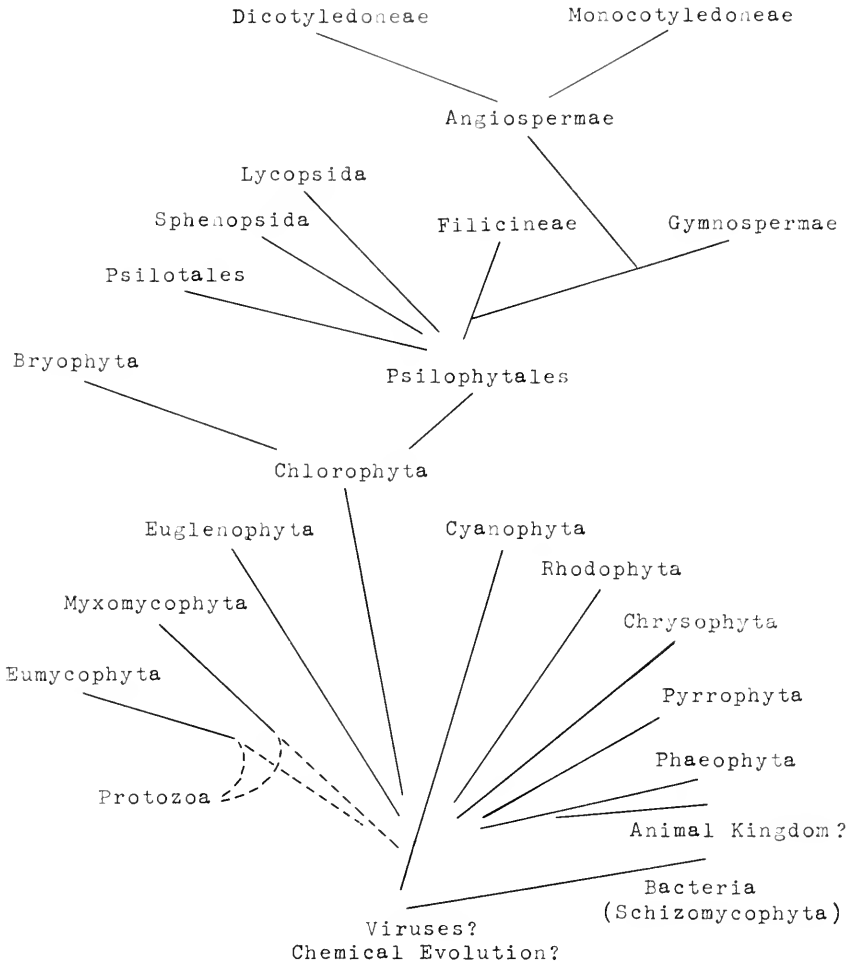 Dicotyledoneae
Monocotyledoneae
Angiospermae
Lycopsida
Sphenopsida
Filicineae
Gymnospermae
Psilotales
Bryophyta
Psilophytales
Chlorophyta
Euglenophyta
Cyanophyta
Rhodophyta
Myxomycophyta
Chrysophyta
Eumycophyta
Pyrrophyta
Phaeophyta
Protozoa
Animal Kingdom?
Bacteria
(Schizomycophyta)
Viruses?
Chemical Evolution?